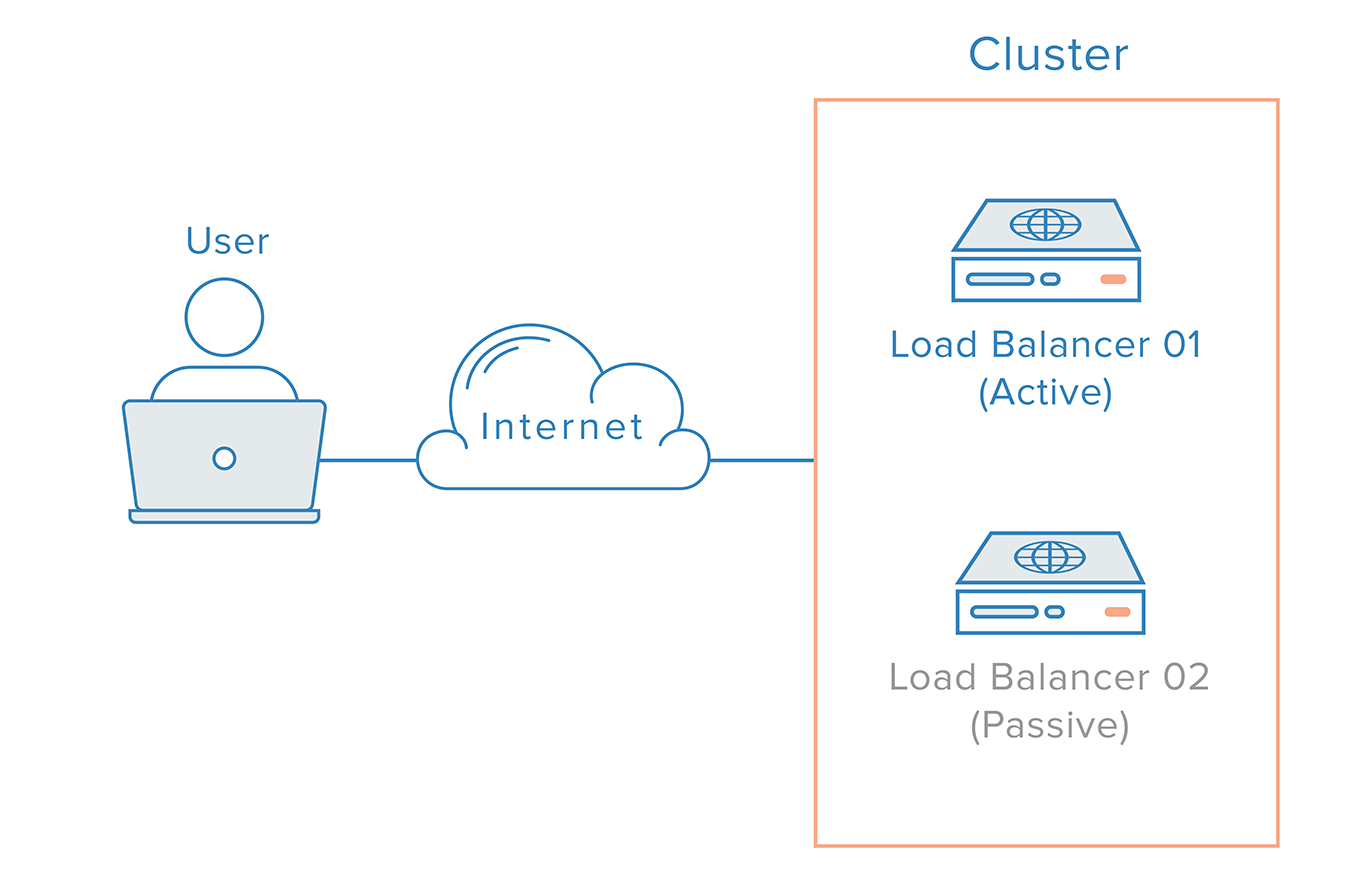 Cluster
User
Internet
Load Balancer 01
(Active)
Load Balancer 02
(Passive)